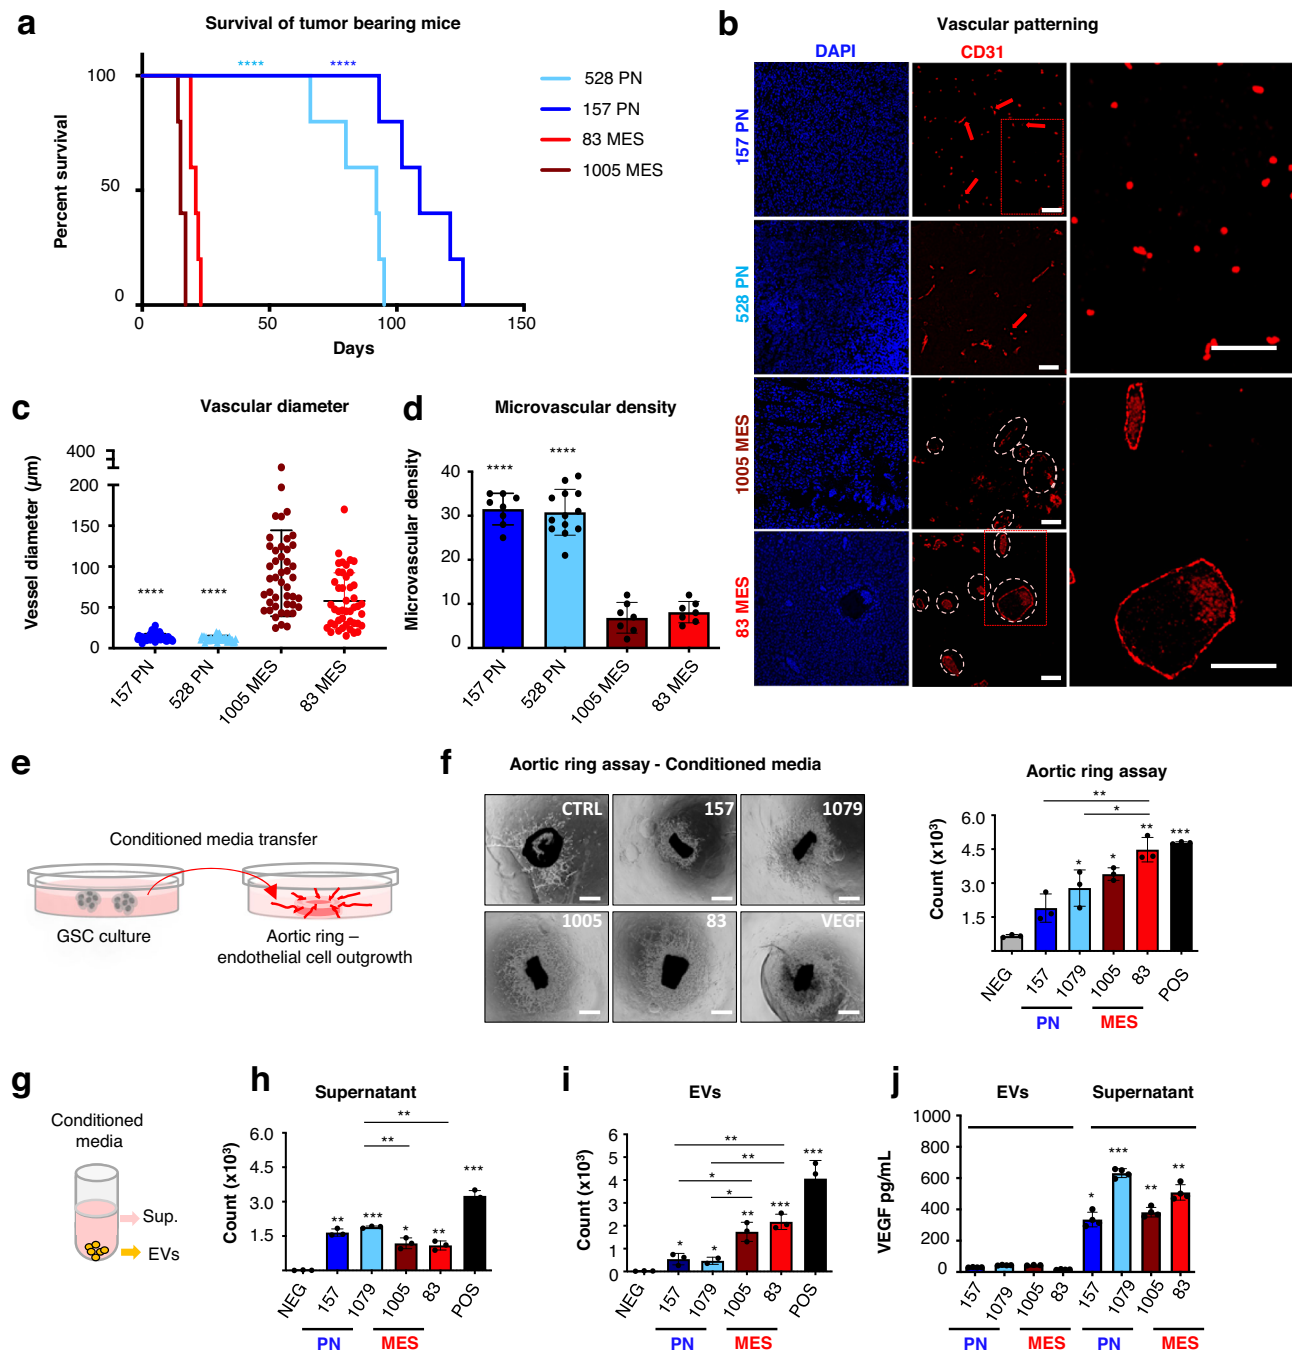 a
Survival of tumor bearing mice
****
****
100
50
0
Percent survival
0
50
100
150
Days
528 PN
157 PN
83 MES
1005 MES
b
Vascular patterning
DAPI
CD31
157 PN
528 PN
1005 MES
83 MES
c
Vascular diameter
Vessel diameter (µm)
400
200
150
100
50
0
****
****
157 PN
528 PN
1005 MES
83 MES
d
Microvascular density
Microvascular density
40
30
20
10
0
****
****
157 PN
528 PN
1005 MES
83 MES
e
Conditioned media transfer
GSC culture
Aortic ring –
endothelial cell outgrowth
f
Aortic ring assay - Conditioned media
CTRL
157
1079
1005
83
VEGF
Aortic ring assay
Count (x10³)
6.0
4.5
3.0
1.5
**
*
*
*
**
***
NEG
157
1079
1005
83
POS
PN
MES
g
Conditioned
media
Sup.
EVs
h
Supernatant
Count (x10³)
6.0
4.5
3.0
1.5
**
**
**
***
*
**
***
NEG
157
1079
1005
83
POS
PN
MES
i
EVs
Count (x10³)
6
5
4
3
2
1
0
**
**
*
*
*
*
**
***
***
NEG
157
1079
1005
83
POS
PN
MES
j
EVs
Supernatant
VEGF pg/mL
1000
800
600
400
200
0
*
***
**
**
157
1079
1005
83
157
1079
1005
83
PN
MES
PN
MES